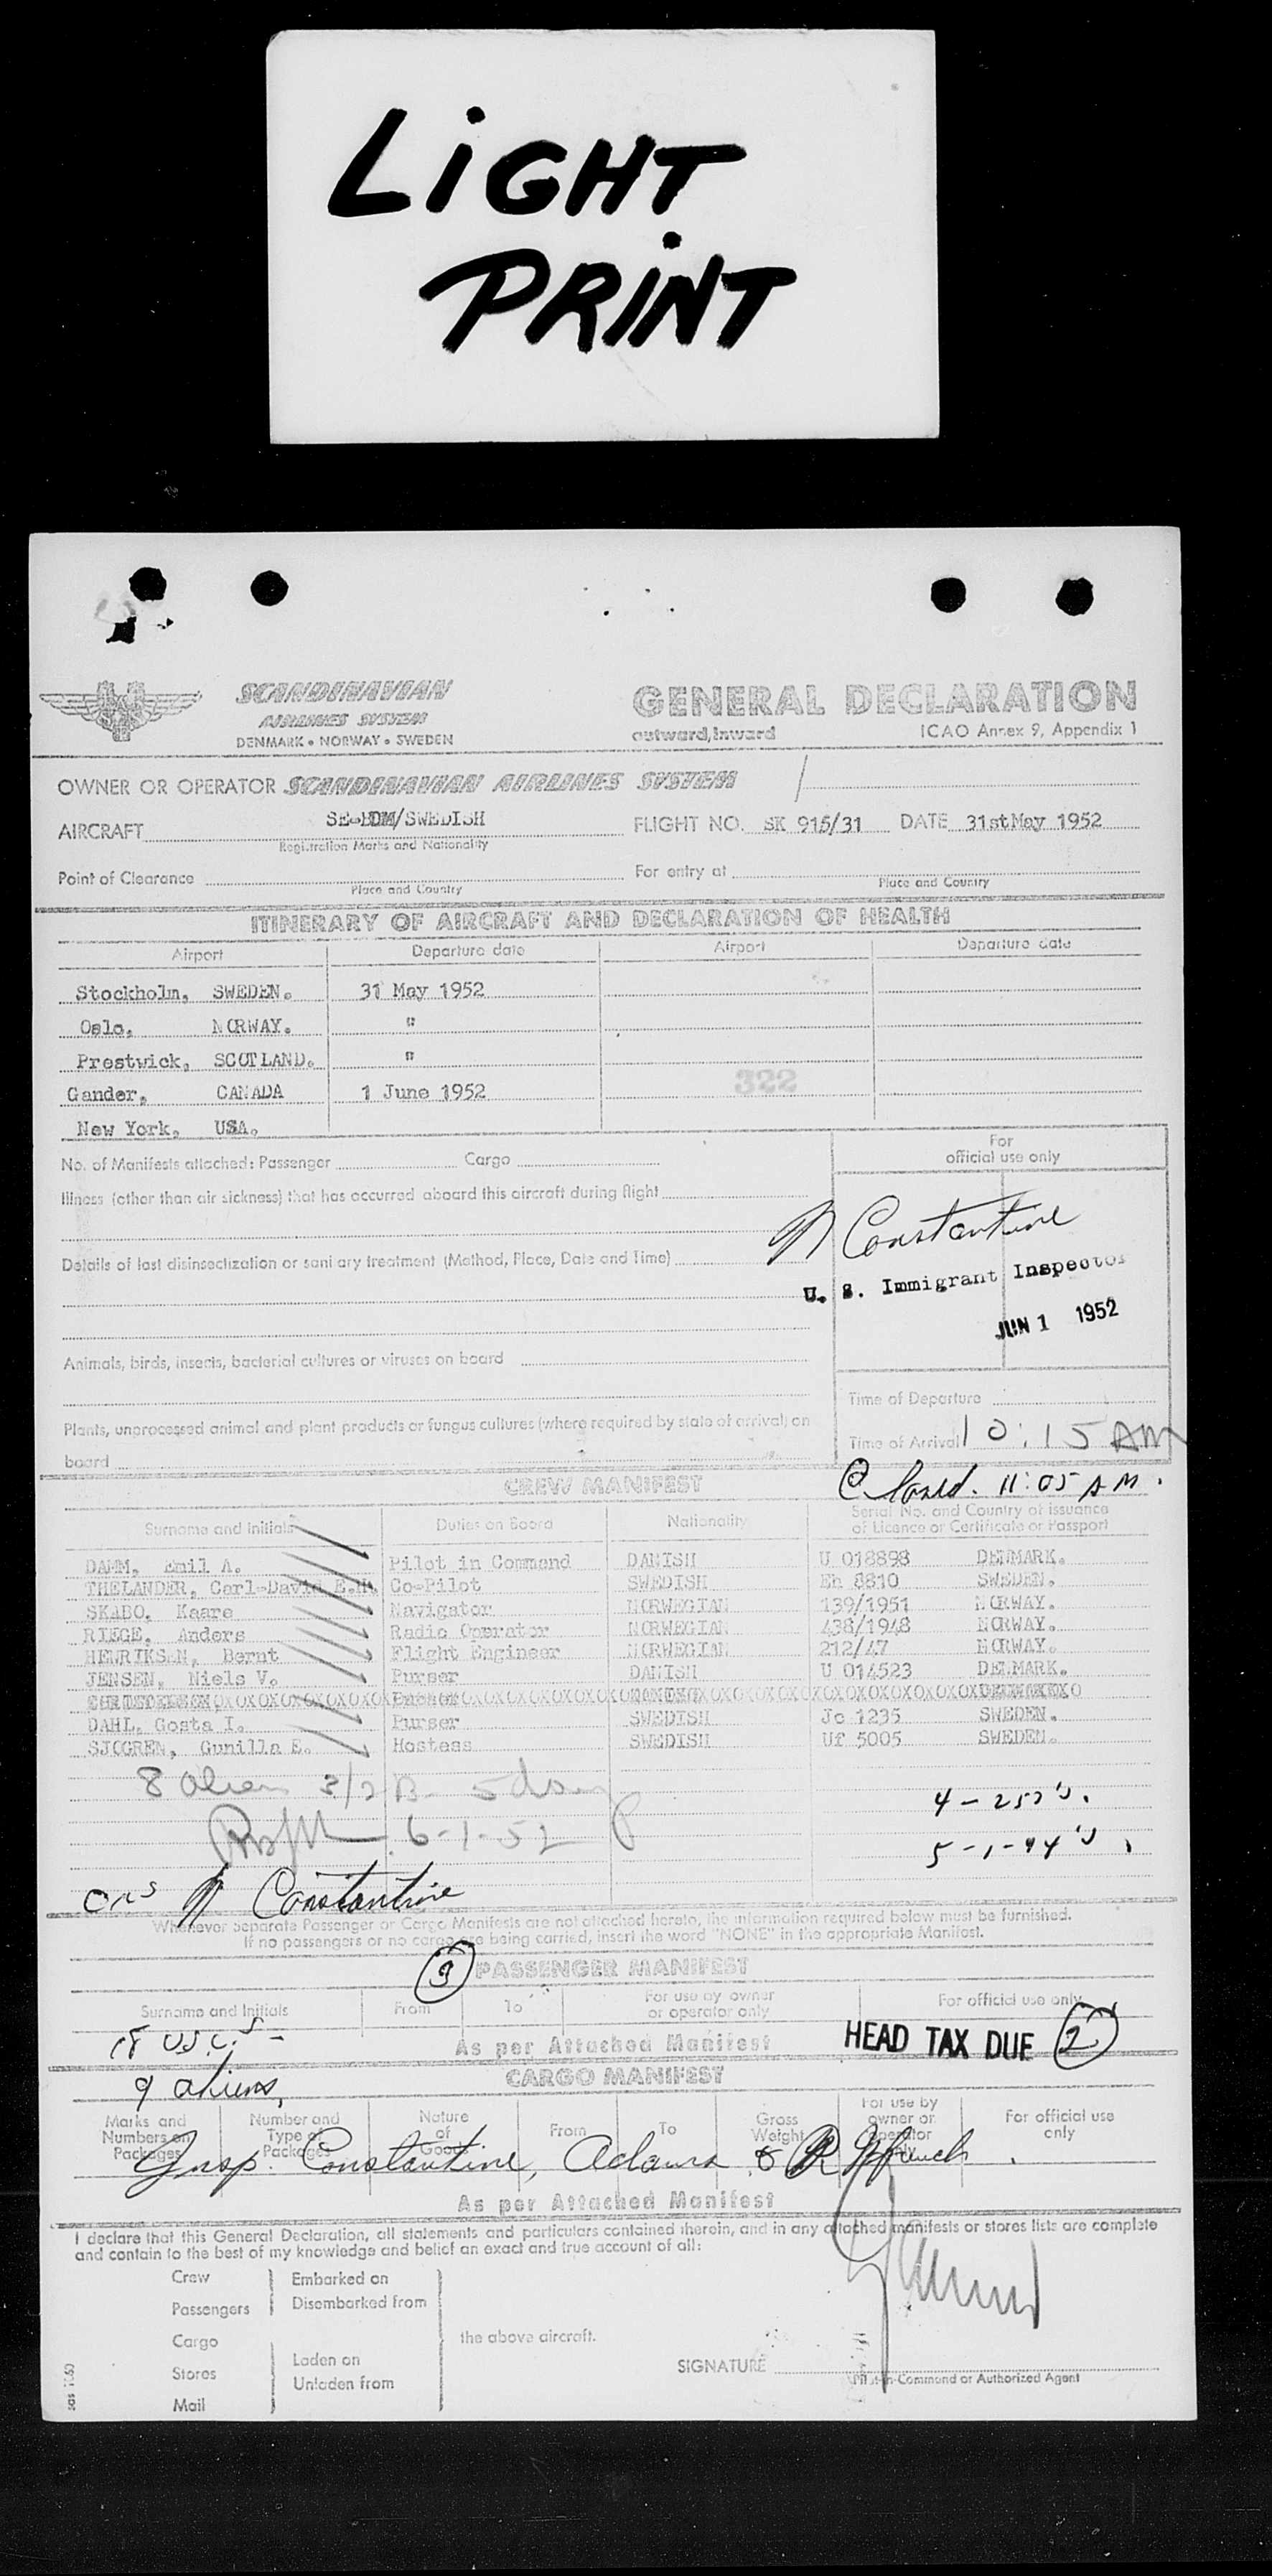 LiGHT
PRiNT
SCANDINAVIAN
AIRLINES SYSTEM
DENMARK • NORWAY • SWEDEN
GENERAL DECLARATION
outward, inward
ICAO Annex 9, Appendix 1
OWNER OR OPERATOR SCANDINAVIAN AIRLINES SYSTEM
AIRCRAFT SE-BDM/SWEDISH FLIGHT NO. SK 915/31 DATE 31st May 1952
Registration Marks and Nationality
Point of Clearance For entry at
Place and Country Place and Country
ITINERARY OF AIRCRAFT AND DECLARATION OF HEALTH
Airport Departure date Airport Departure date
Stockholm, SWEDEN. 31 May 1952
Oslo, NORWAY. "
Prestwick, SCOTLAND. "
Gander, CANADA 1 June 1952 322
New York, USA.
No. of Manifests attached: Passenger Cargo
For
official use only
Illness (other than air sickness) that has occurred aboard this aircraft during flight
N Constantine
Details of last disinsectization or sanitary treatment (Method, Place, Date and Time)
U. S. Immigrant Inspector
JUN 1 1952
Animals, birds, insects, bacterial cultures or viruses on board
Time of Departure
Plants, unprocessed animal and plant products or fungus cultures (where required by state of arrival) on
board
Time of Arrival 10:15 AM
CREW MANIFEST
Closed. 11:05 AM.
Surname and Initials Duties on Board Nationality Serial No. and Country of issuance
of Licence or Certificate or Passport
DAMM, Emil A. Pilot in Command DANISH U 018898 DENMARK.
THELANDER, Carl-David E.H. Co-Pilot SWEDISH Eh 8810 SWEDEN.
SKABO, Kaare Navigator NORWEGIAN 139/1951 NORWAY.
RIEGE, Anders Radio Operator NORWEGIAN 438/1948 NORWAY.
HENRIKSEN, Bernt Flight Engineer NORWEGIAN 212/47 NORWAY.
JENSEN, Niels V. Purser DANISH U 014523 DENMARK.
DAHL, Gosta I. Purser SWEDISH Jc 1235 SWEDEN.
SJOGREN, Gunilla E. Hostess SWEDISH Uf 5005 SWEDEN.
8 Aliens 3/2 B- 5 days
4 - 257's.
6-1-52
5 - 1-94's.
N Constantine
Whenever separate Passenger or Cargo Manifests are not attached hereto, the information required below must be furnished.
If no passengers or no cargo are being carried, insert the word "NONE" in the appropriate Manifest.
3 PASSENGER MANIFEST
Surname and Initials From To For use by owner
or operator only For official use only
18 U.S.C.S-
As per Attached Manifest
HEAD TAX DUE 2
CARGO MANIFEST
9 aliens,
Marks and
Numbers on
Packages Number and
Type of
Packages Nature
of
Goods From To Gross
Weight For use by
owner or
operator
only For official use
only
Insp. Constantine, Adams &
As per Attached Manifest
I declare that this General Declaration, all statements and particulars contained therein, and in any attached manifests or stores lists are complete
and contain to the best of my knowledge and belief an exact and true account of all:
Crew Embarked on
Passengers Disembarked from
Cargo the above aircraft.
Stores Laden on
Unladen from
Mail
SIGNATURE
Pilot-in-Command or Authorized Agent